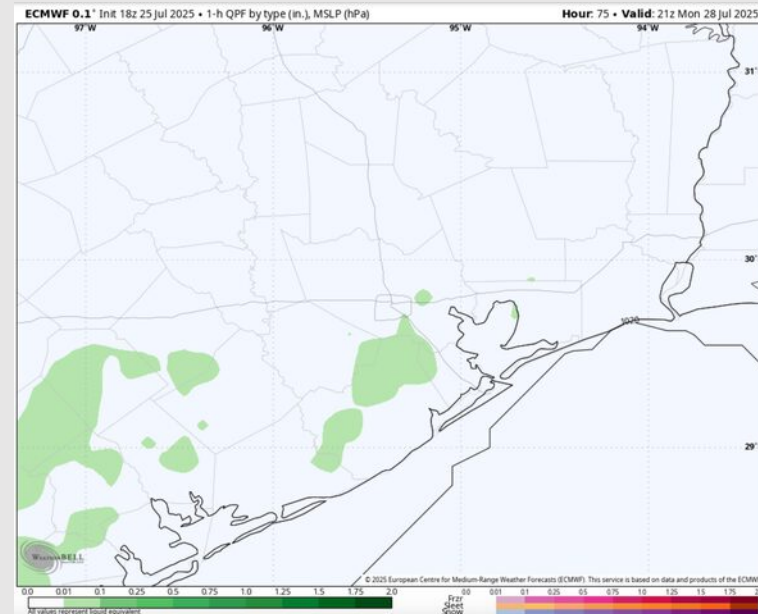 ECMWF 0.1° Init 18z 25 Jul 2025 • 1-h QPF by type (in.), MSLP (hPa) Hour: 75 • Valid: 21z Mon 28 Jul 2025
97°W 96°W 95°W 94°W
31°
30°
1020
29°
WeatherBELL
© 2025 European Centre for Medium-Range Weather Forecasts (ECMWF). This service is based on data and products of the ECMWF
0.0 0.01 0.1 0.25 0.5 0.75 1.0 1.25 1.5 1.75 2.0 0.0 0.01 0.1 0.25 0.5 0.75 1.0 1.25 1.5 1.75
All values represent liquid equivalent
Frzr
Sleet
Snow